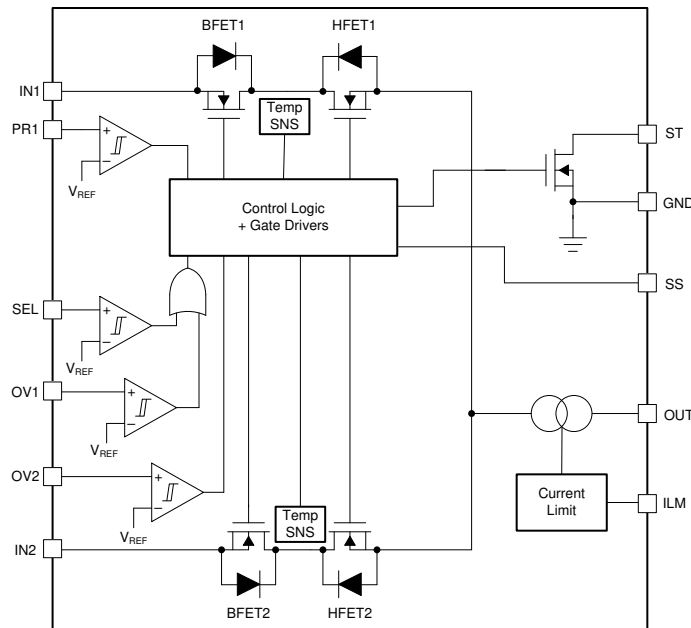 BFET1
HFET1
IN1
Temp
SNS
PR1
+
−
VREF
ST
Control Logic
+ Gate Drivers
GND
SEL
+
−
VREF
SS
OV1
+
−
VREF
OUT
OV2
+
−
VREF
Current
Limit
ILM
Temp
SNS
IN2
BFET2
HFET2